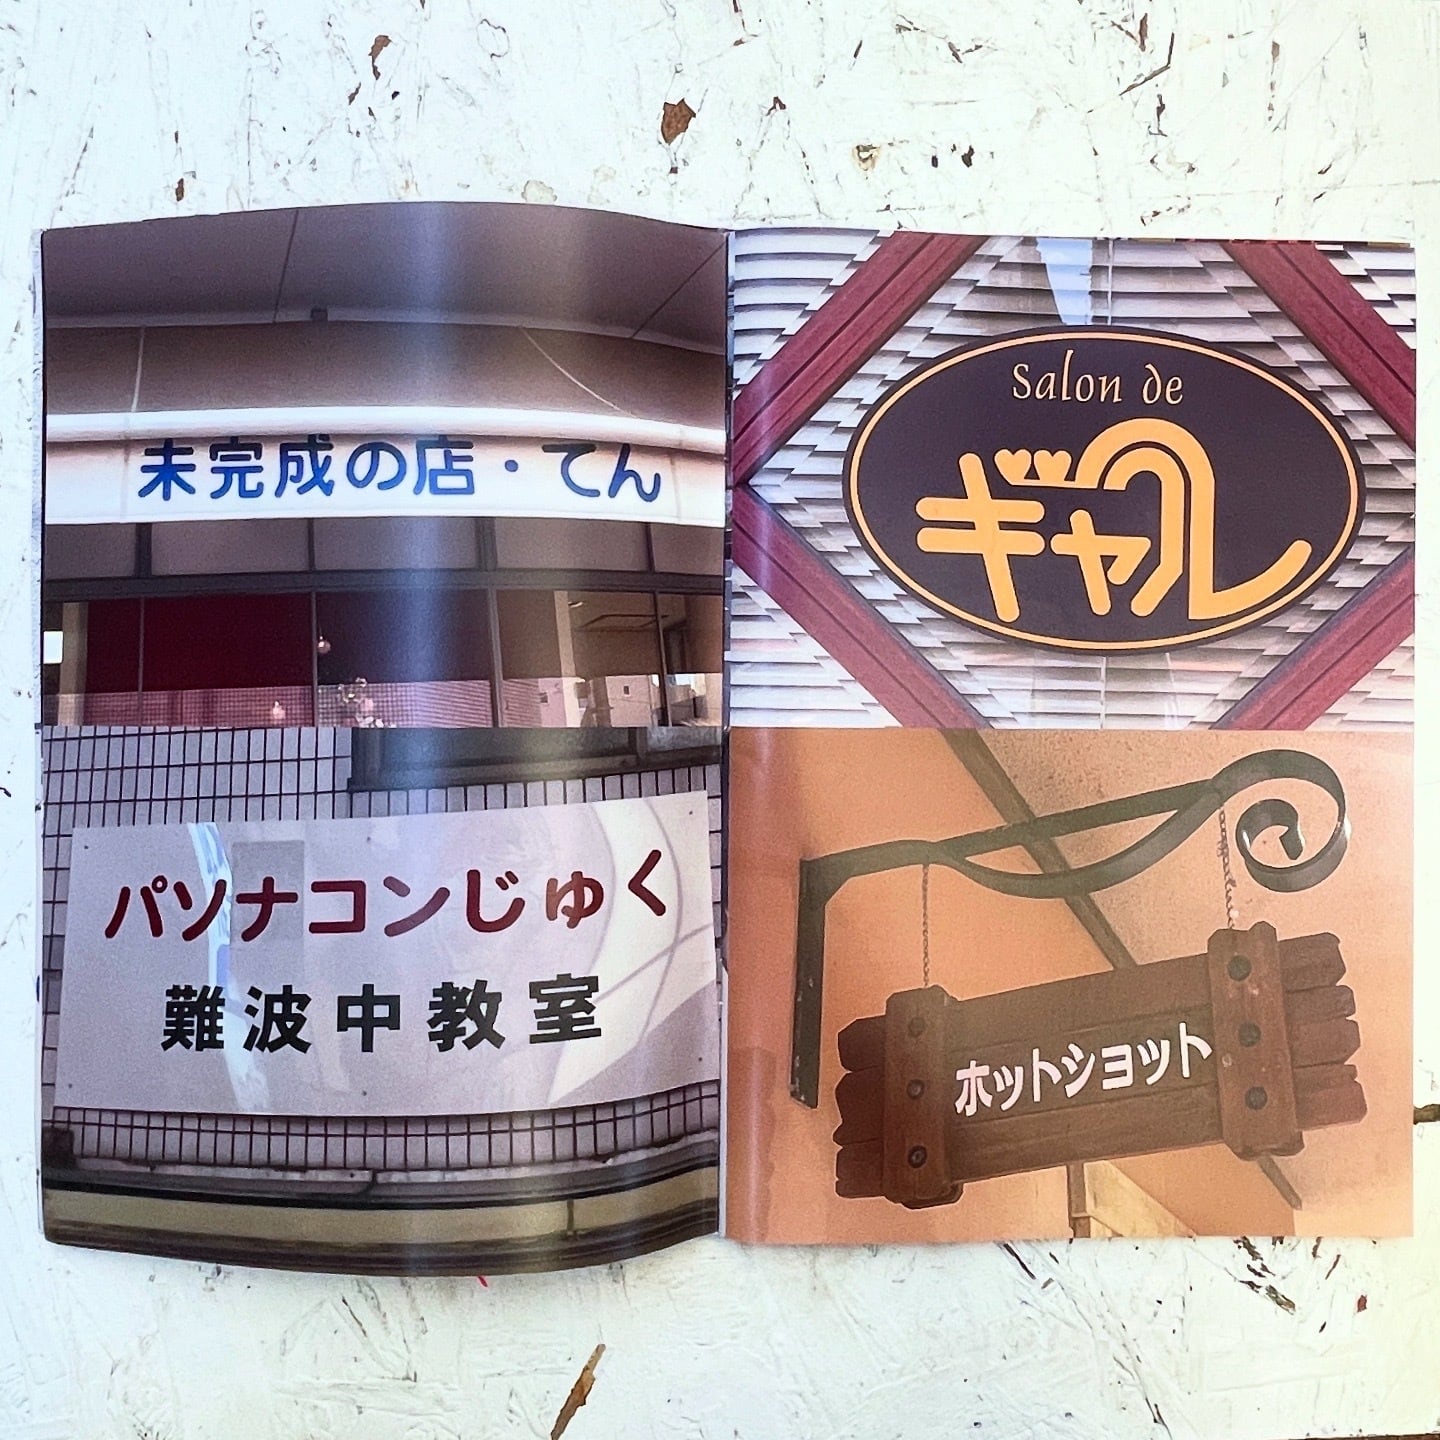 未完成の店・てん
パソナコンじゅく
難波中教室
Salon de
ギャル
ホットショット